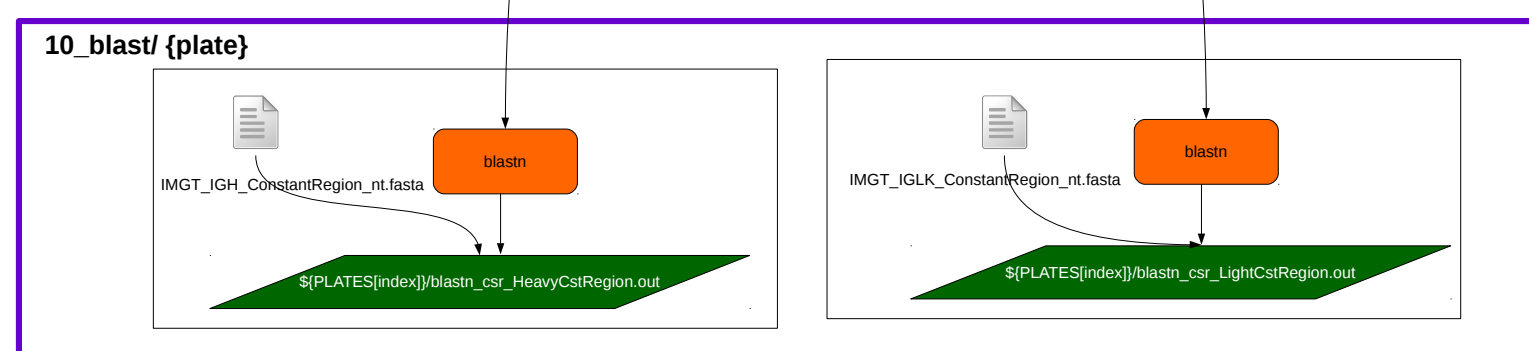 10_blast/ {plate}
blastn
IMGT_IGH_ConstantRegion_nt.fasta
${PLATES[index]}/blastn_csr_HeavyCstRegion.out
blastn
IMGT_IGLK_ConstantRegion_nt.fasta
${PLATES[index]}/blastn_csr_LightCstRegion.out